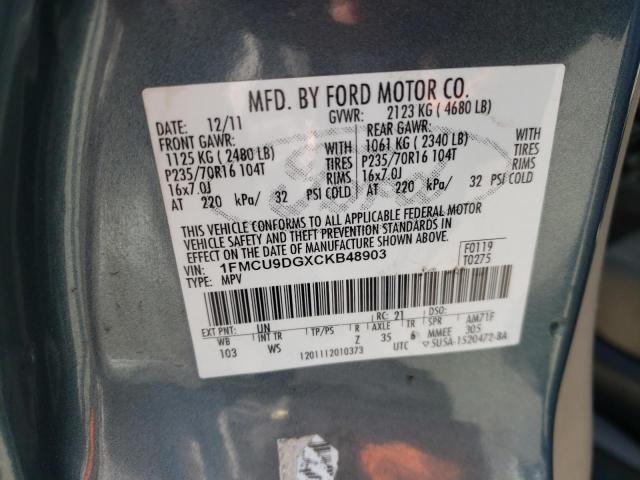 MFD. BY FORD MOTOR CO.
DATE: 12/11 GVWR: 2123 KG ( 4680 LB)
FRONT GAWR: REAR GAWR:
1125 KG ( 2480 LB) WITH 1061 KG ( 2340 LB) WITH
P235/70R16 104T TIRES P235/70R16 104T TIRES
16x7.0J RIMS 16x7.0J RIMS
AT 220 kPa/ 32 PSI COLD AT 220 kPa/ 32 PSI COLD
THIS VEHICLE CONFORMS TO ALL APPLICABLE FEDERAL MOTOR
VEHICLE SAFETY AND THEFT PREVENTION STANDARDS IN EFFECT
ON THE DATE OF MANUFACTURE SHOWN ABOVE.
VIN: 1FMCU9DGXCKB48903 F0119
TYPE: MPV T0275
EXT PNT: UN RC: 21 DSO:
WB INT TR TP/PS R AXLE TR SPR AM71F
103 WS Z 35 6 MMEE 305
1201112010373 UTC ▽SU5A-1520472-BA